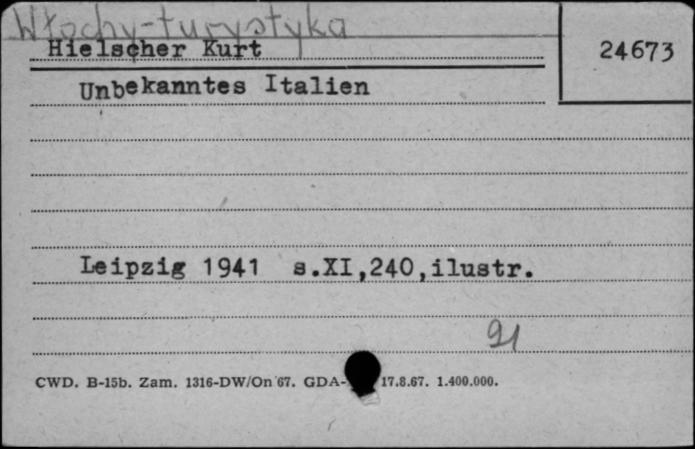 Włochy-turystyka
Hielscher Kurt
24673
Unbekanntes Italien
Leipzig 1941 s.XI,240,ilustr.
91
CWD. B-15b. Zam. 1316-DW/On 67. GDA- 17.8.67. 1.400.000.